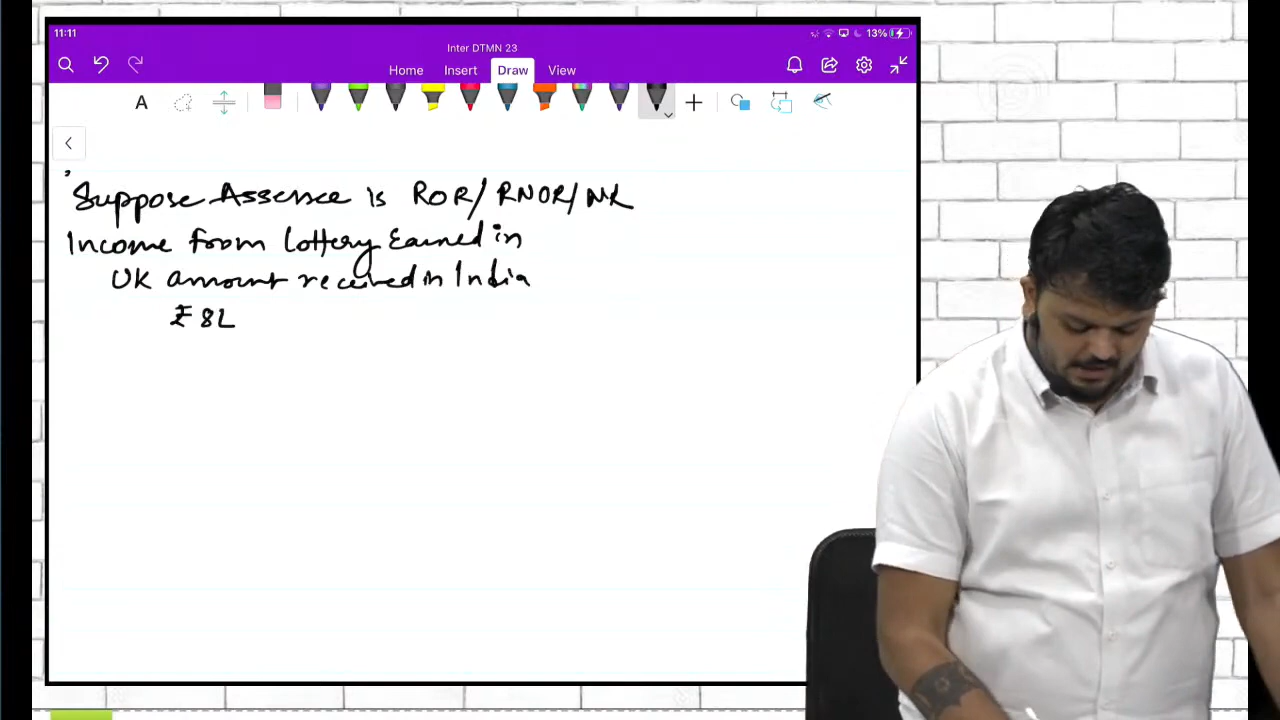 11:11
13%
Inter DTMN 23
Home Insert Draw View
A
Suppose Assessee is ROR/ RNOR/ NR
Income from lottery Earned in
UK amount received in India
₹ 8L